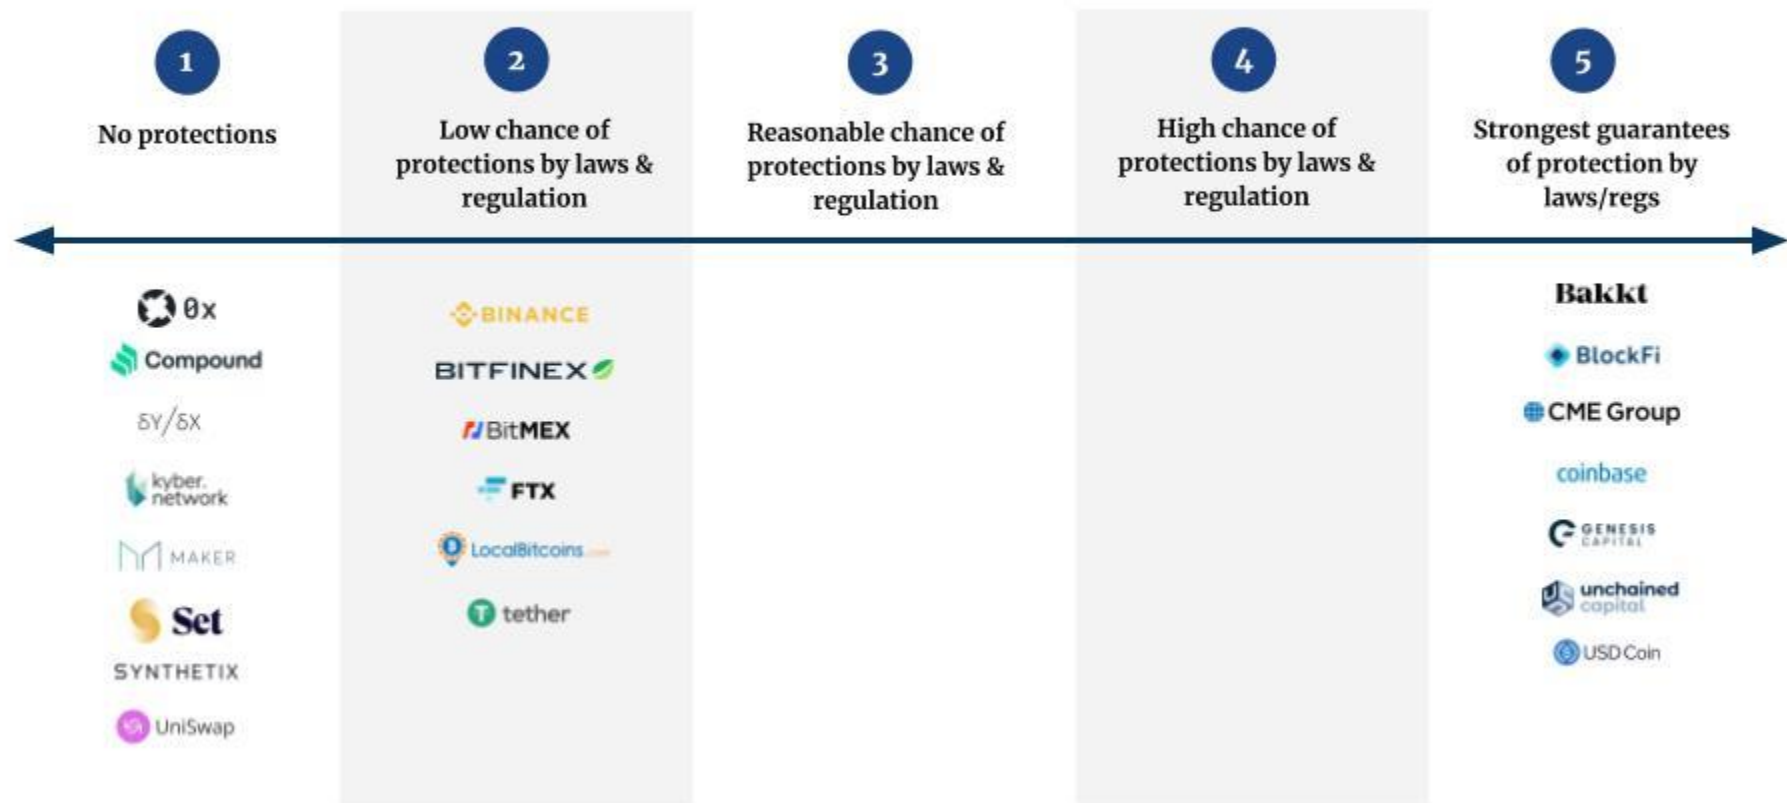 1
No protections
2
Low chance of
protections by laws &
regulation
3
Reasonable chance of
protections by laws &
regulation
4
High chance of
protections by laws &
regulation
5
Strongest guarantees
of protection by
laws/regs
0x
Compound
δY/δX
kyber.
network
MAKER
Set
SYNTHETIX
UniSwap
BINANCE
BITFINEX
BitMEX
FTX
LocalBitcoins
tether
Bakkt
BlockFi
CME Group
coinbase
GENESIS
CAPITAL
unchained
capital
USD Coin